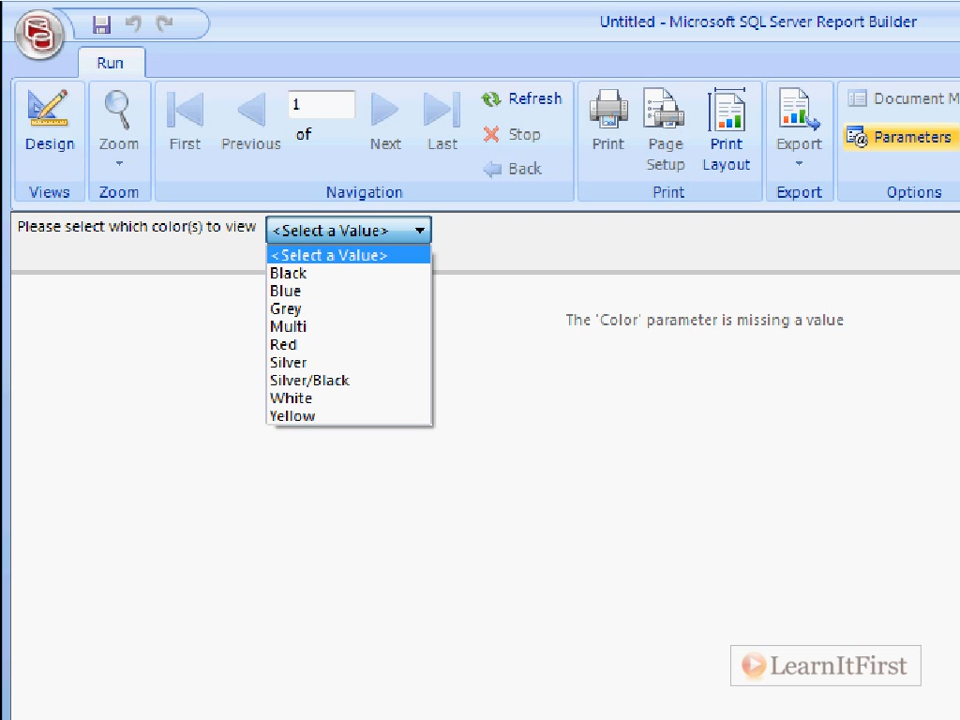 Untitled - Microsoft SQL Server Report Builder
Run
Design
Zoom
First
Previous
1
of
Next
Last
Refresh
Stop
Back
Print
Page
Setup
Print
Layout
Export
Document M
Parameters
Views
Zoom
Navigation
Print
Export
Options
Please select which color(s) to view
<Select a Value>
<Select a Value>
Black
Blue
Grey
Multi
Red
Silver
Silver/Black
White
Yellow
The 'Color' parameter is missing a value
LearnItFirst